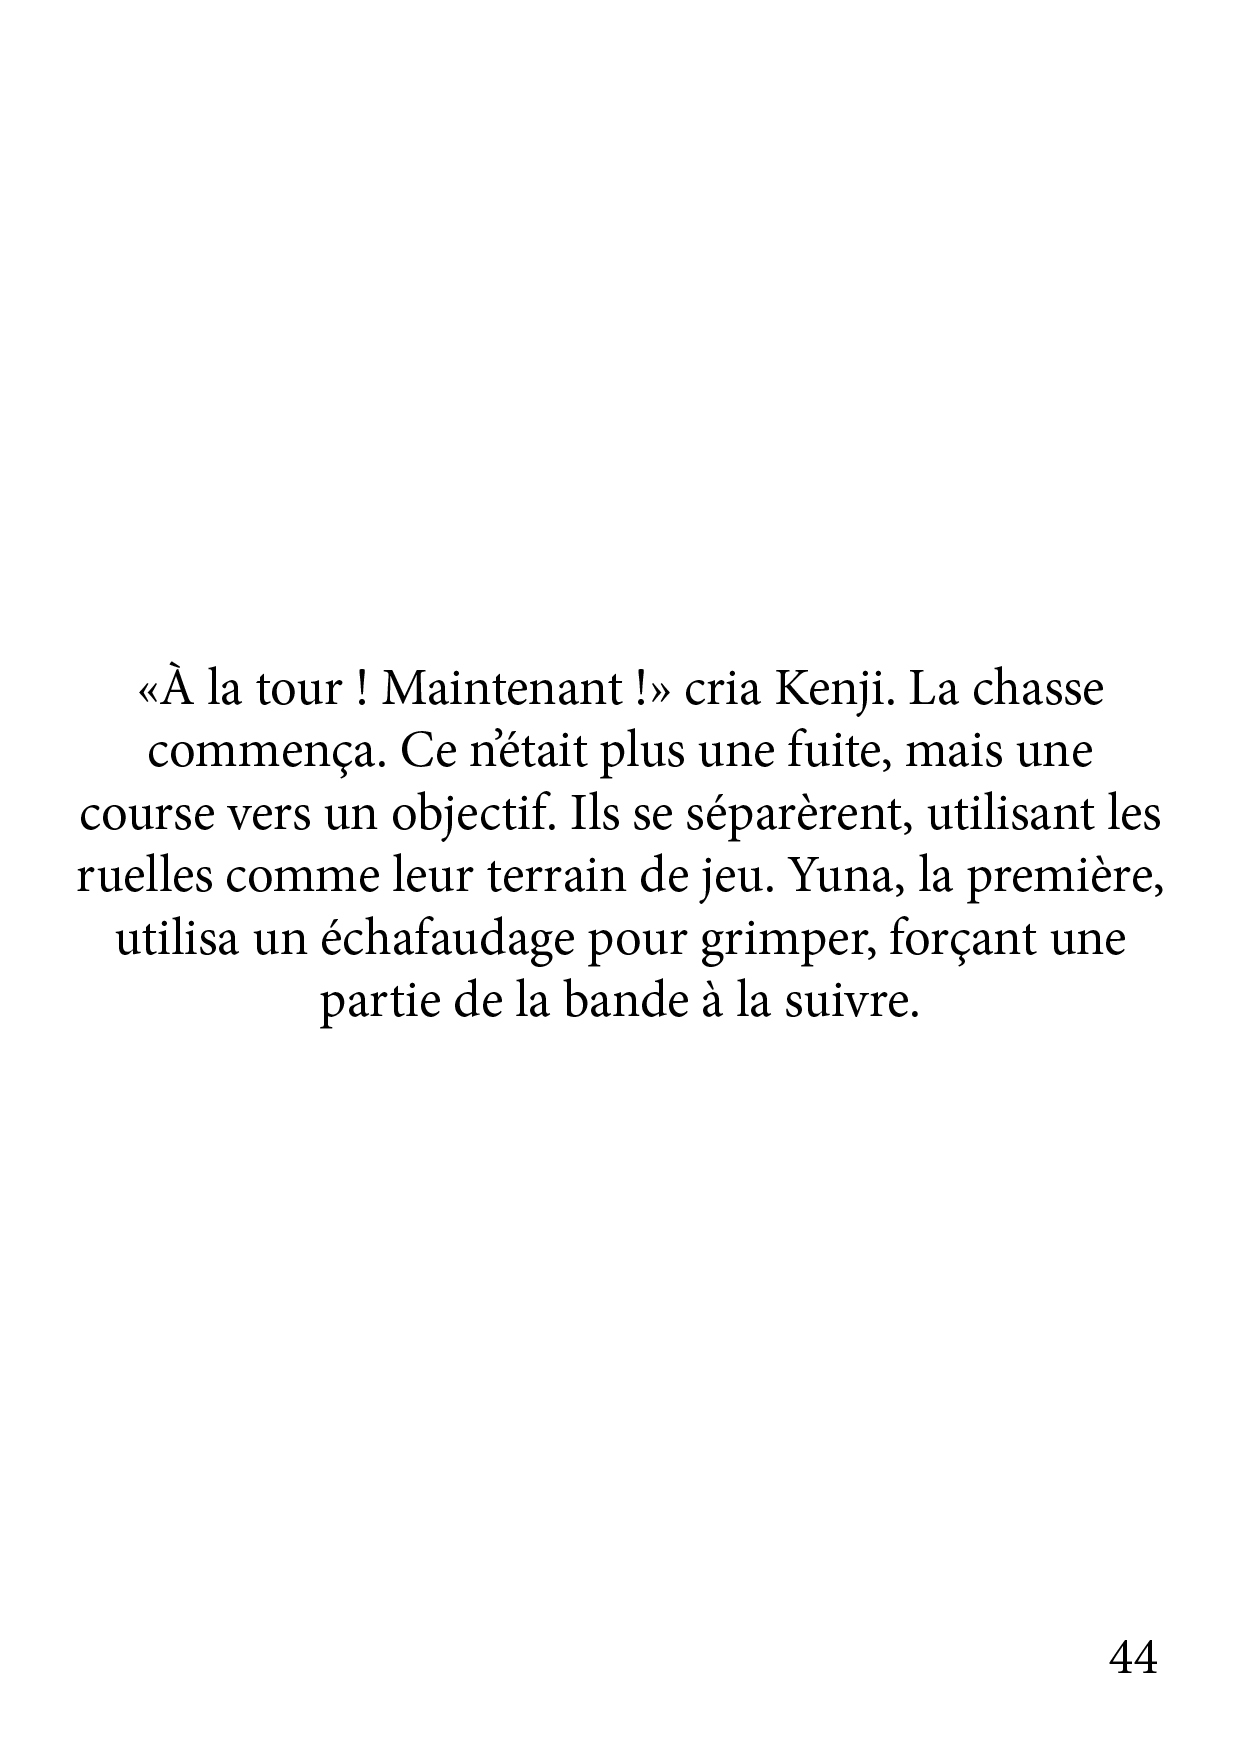 «À la tour ! Maintenant !» cria Kenji. La chasse
commença. Ce n’était plus une fuite, mais une
course vers un objectif. Ils se séparèrent, utilisant les
ruelles comme leur terrain de jeu. Yuna, la première,
utilisa un échafaudage pour grimper, forçant une
partie de la bande à la suivre.
44